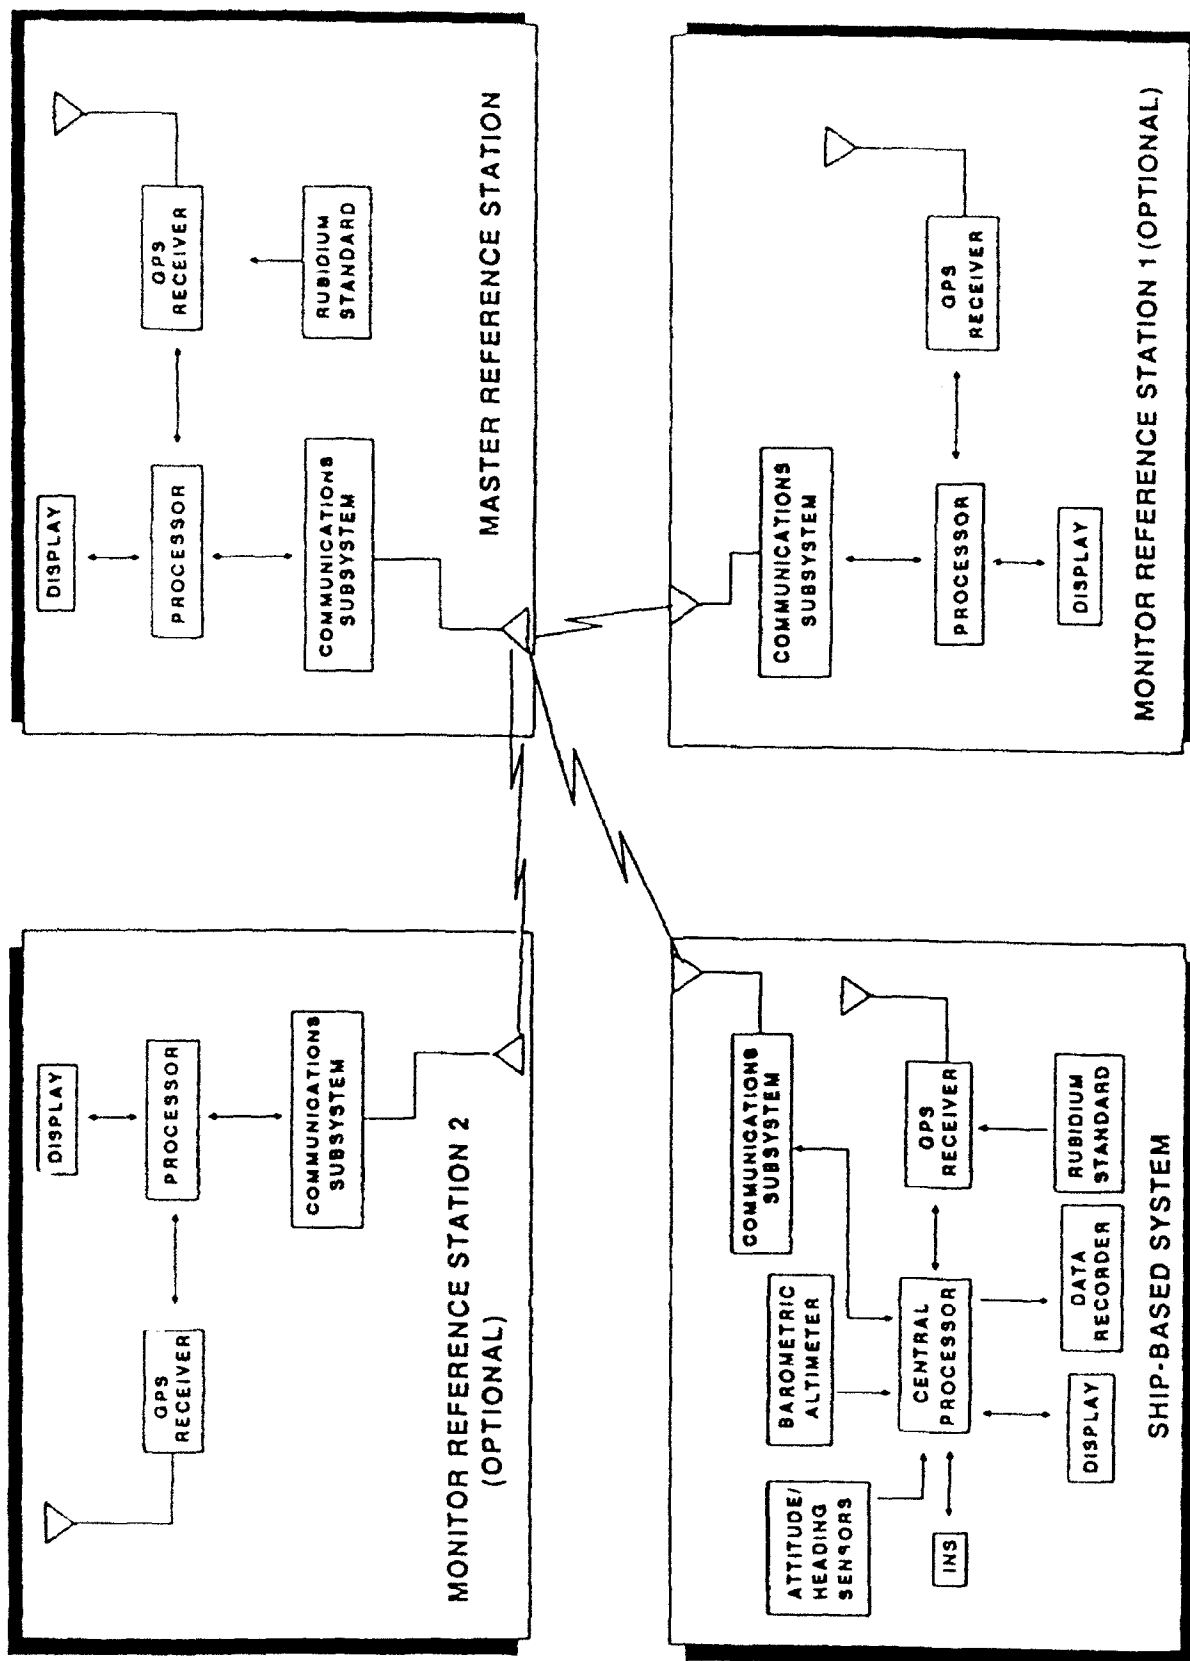 DISPLAY
PROCESSOR
GPS
RECEIVER
COMMUNICATIONS
SUBSYSTEM
MONITOR REFERENCE STATION 2
(OPTIONAL)
DISPLAY
PROCESSOR
GPS
RECEIVER
COMMUNICATIONS
SUBSYSTEM
RUBIDIUM
STANDARD
MASTER REFERENCE STATION
COMMUNICATIONS
SUBSYSTEM
BAROMETRIC
ALTIMETER
ATTITUDE/
HEADING
SENSORS
INS
CENTRAL
PROCESSOR
GPS
RECEIVER
DISPLAY
DATA
RECORDER
RUBIDIUM
STANDARD
SHIP-BASED SYSTEM
COMMUNICATIONS
SUBSYSTEM
PROCESSOR
GPS
RECEIVER
DISPLAY
MONITOR REFERENCE STATION 1 (OPTIONAL)